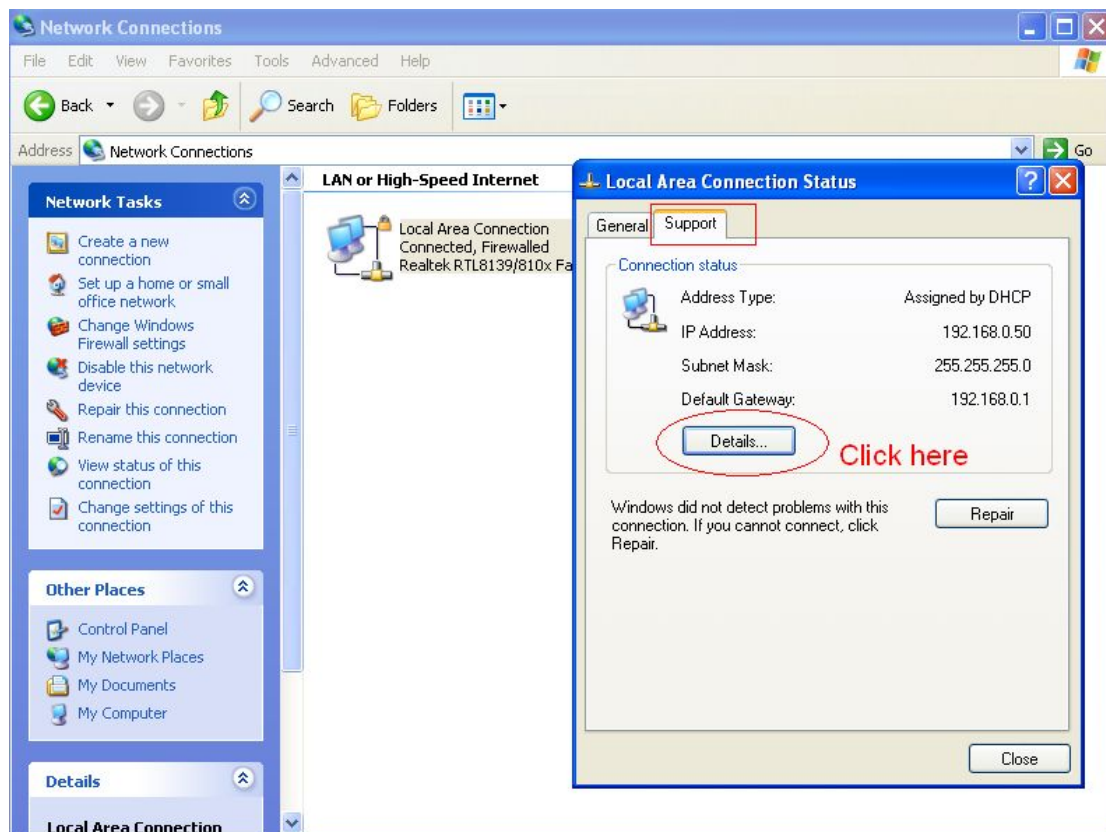 Network Connections
File Edit View Favorites Tools Advanced Help
Back Search Folders
Address Network Connections Go
Network Tasks
Create a new
connection
Set up a home or small
office network
Change Windows
Firewall settings
Disable this network
device
Repair this connection
Rename this connection
View status of this
connection
Change settings of this
connection
Other Places
Control Panel
My Network Places
My Documents
My Computer
Details
Local Area Connection
LAN or High-Speed Internet
Local Area Connection
Connected, Firewalled
Realtek RTL8139/810x Fa
Local Area Connection Status
General Support
Connection status
Address Type: Assigned by DHCP
IP Address: 192.168.0.50
Subnet Mask: 255.255.255.0
Default Gateway: 192.168.0.1
Details...
Click here
Windows did not detect problems with this
connection. If you cannot connect, click
Repair.
Repair
Close